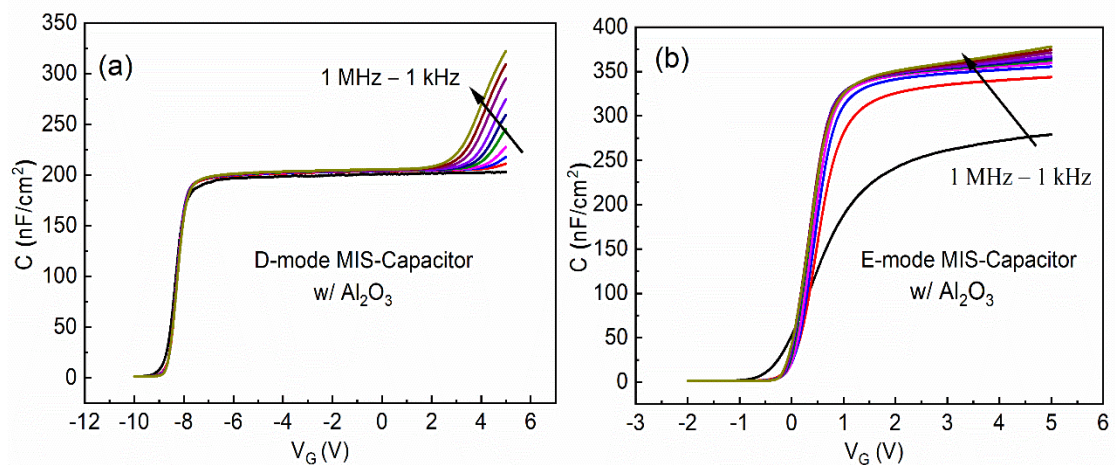 (a)
1 MHz – 1 kHz
D-mode MIS-Capacitor
w/ Al₂O₃
C (nF/cm²)
350
300
250
200
150
100
50
0
-12 -10 -8 -6 -4 -2 0 2 4 6
V_G (V)
(b)
1 MHz – 1 kHz
E-mode MIS-Capacitor
w/ Al₂O₃
C (nF/cm²)
400
350
300
250
200
150
100
50
0
-3 -2 -1 0 1 2 3 4 5 6
V_G (V)